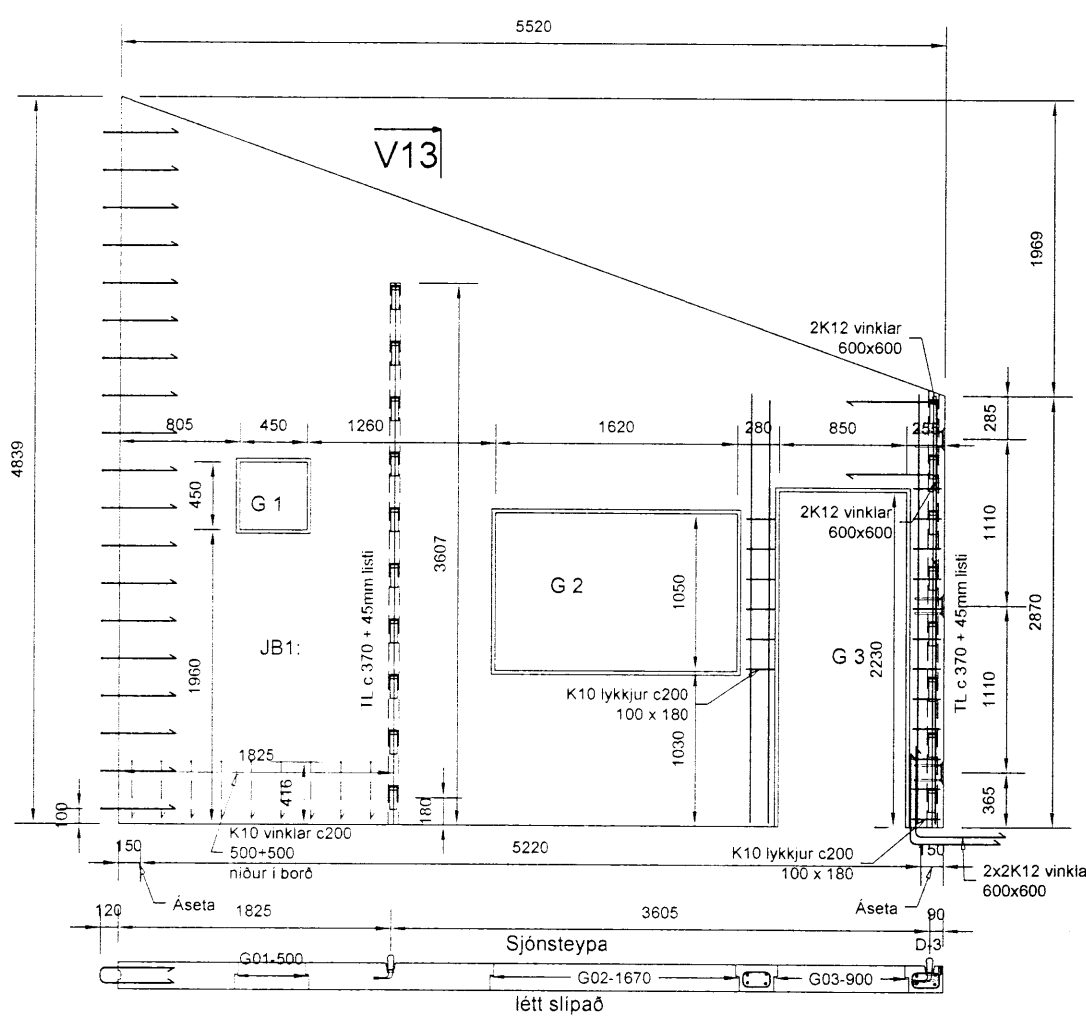 5520
V13
1969
2K12 vinklar
600x600
4839
805
450
1260
1620
280
850
255
285
450
G 1
3607
2K12 vinklar
600x600
1110
G 2
1050
TL c 370 + 45mm listi
TL c 370 + 45mm listi
2870
JB1:
1960
G 3
2230
K10 lykkjur c200
100 x 180
1030
1110
1825
416
180
100
365
K10 vinklar c200
500+500
niður í borð
150
5220
K10 lykkjur c200
100 x 180
150
2x2K12 vinkla
600x600
Áseta
Áseta
120
1825
3605
90
Sjónsteypa
D-3
G01-500
G02-1670
G03-900
létt slípað